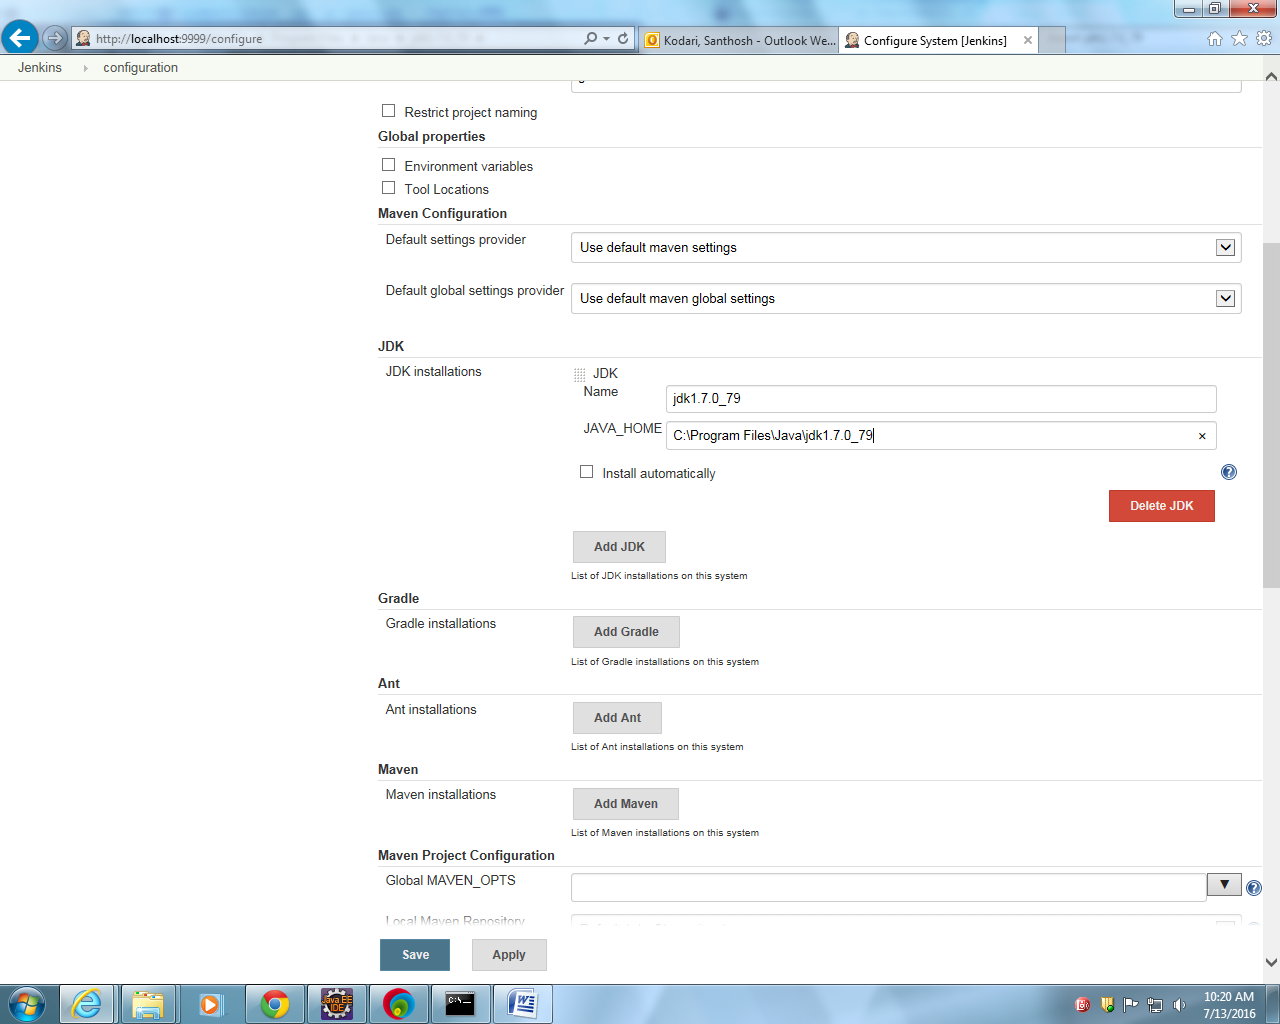 http://localhost:9999/configure
Kodari, Santhosh - Outlook We...
Configure System [Jenkins]
Jenkins
configuration
Restrict project naming
Global properties
Environment variables
Tool Locations
Maven Configuration
Default settings provider
Use default maven settings
Default global settings provider
Use default maven global settings
JDK
JDK installations
JDK
Name
jdk1.7.0_79
JAVA_HOME
C:\Program Files\Java\jdk1.7.0_79
Install automatically
Delete JDK
Add JDK
List of JDK installations on this system
Gradle
Gradle installations
Add Gradle
List of Gradle installations on this system
Ant
Ant installations
Add Ant
List of Ant installations on this system
Maven
Maven installations
Add Maven
List of Maven installations on this system
Maven Project Configuration
Global MAVEN_OPTS
Local Maven Repository
Save
Apply
Java EE
IDE
C:\_
10:20 AM
7/13/2016